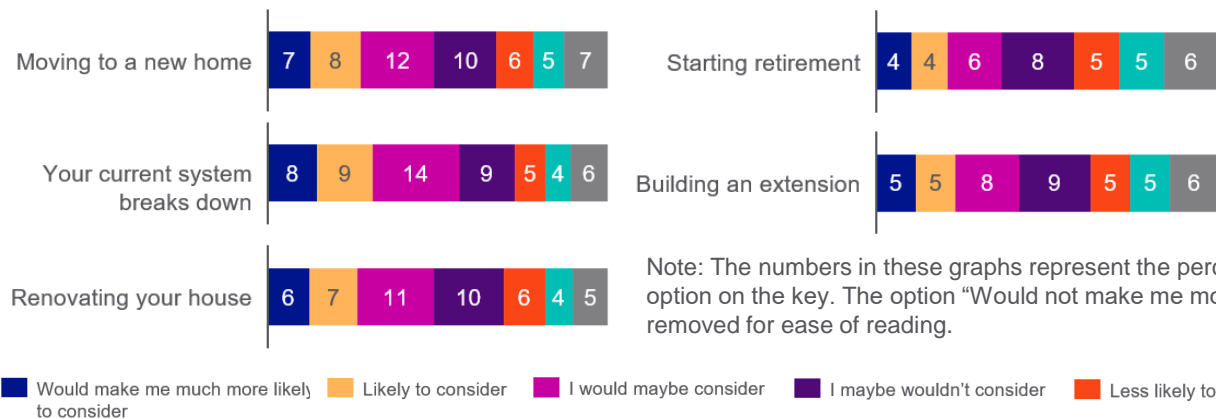 Moving to a new home
7 8 12 10 6 5 7
Your current system
breaks down
8 9 14 9 5 4 6
Renovating your house
6 7 11 10 6 4 5
Starting retirement
4 4 6 8 5 5 6
Building an extension
5 5 8 9 5 5 6
Note: The numbers in these graphs represent the perc
option on the key. The option “Would not make me mo
removed for ease of reading.
Would make me much more likely
to consider
Likely to consider
I would maybe consider
I maybe wouldn’t consider
Less likely to